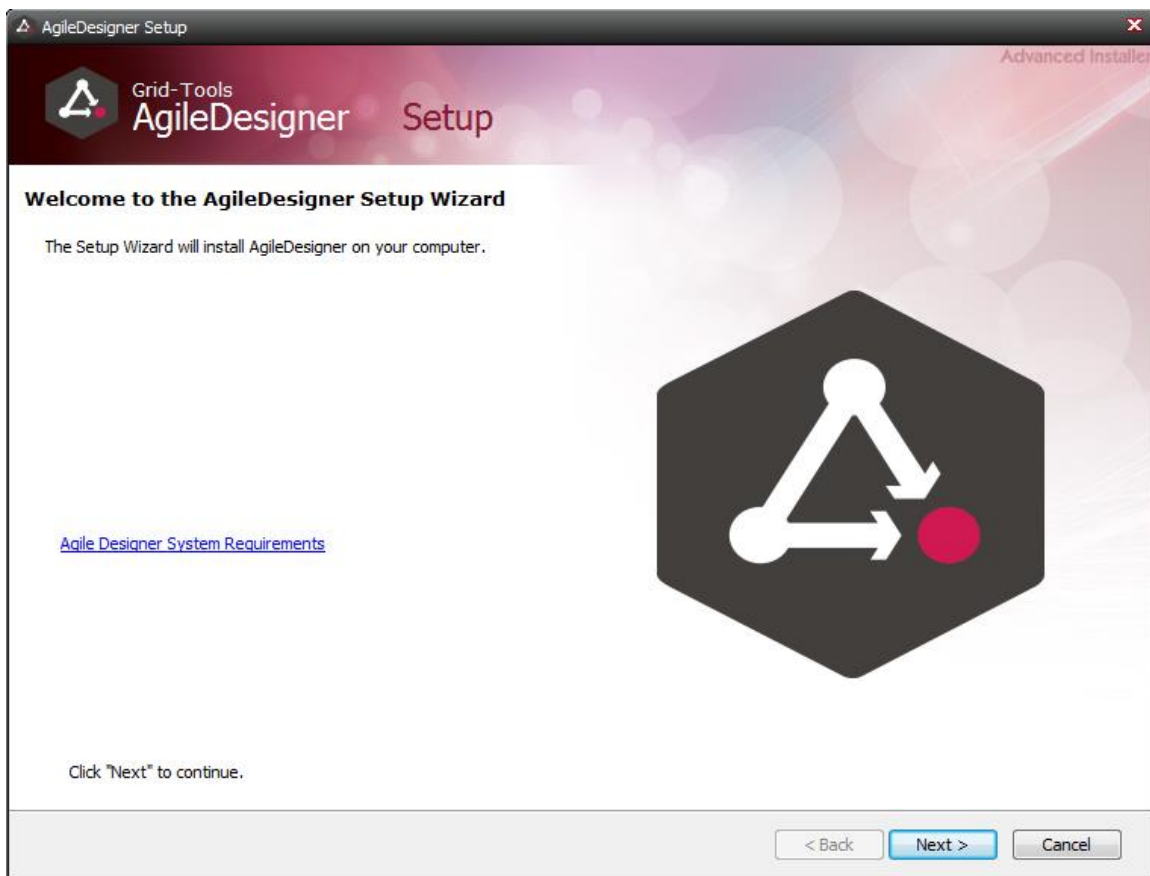 AgileDesigner Setup
Advanced Installer
Grid-Tools
AgileDesigner Setup
Welcome to the AgileDesigner Setup Wizard
The Setup Wizard will install AgileDesigner on your computer.
Agile Designer System Requirements
Click "Next" to continue.
< Back Next > Cancel